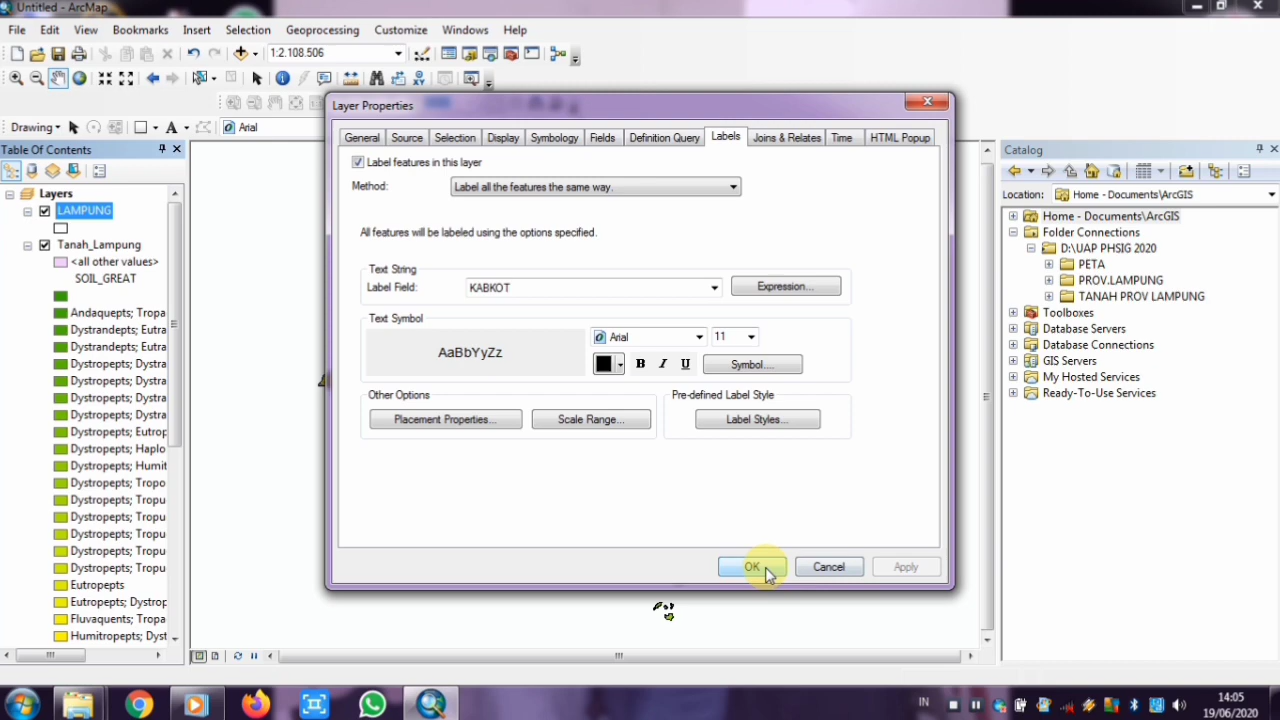 Untitled - ArcMap
File Edit View Bookmarks Insert Selection Geoprocessing Customize Windows Help
1:2.108.506
Drawing Arial
Table Of Contents
Layers
LAMPUNG
Tanah_Lampung
<all other values>
SOIL_GREAT
Andaquepts; Tropa
Dystrandepts; Eutra
Dystrandepts; Eutra
Dystropepts; Dystra
Dystropepts; Dystra
Dystropepts; Dystra
Dystropepts; Dystra
Dystropepts; Eutrop
Dystropepts; Haplo
Dystropepts; Humit
Dystropepts; Tropo
Dystropepts; Tropu
Dystropepts; Tropu
Dystropepts; Tropu
Dystropepts; Tropu
Dystropepts; Tropu
Eutropepts
Eutropepts; Dystrop
Fluvaquents; Tropa
Humitropepts; Dyst
Layer Properties
General Source Selection Display Symbology Fields Definition Query Labels Joins & Relates Time HTML Popup
Label features in this layer
Method: Label all the features the same way.
All features will be labeled using the options specified.
Text String
Label Field: KABKOT Expression...
Text Symbol
AaBbYyZz
Arial 11
B I U Symbol...
Other Options
Placement Properties... Scale Range...
Pre-defined Label Style
Label Styles...
OK Cancel Apply
Catalog
Location: Home - Documents\ArcGIS
Home - Documents\ArcGIS
Folder Connections
D:\UAP PHSIG 2020
PETA
PROV.LAMPUNG
TANAH PROV LAMPUNG
Toolboxes
Database Servers
Database Connections
GIS Servers
My Hosted Services
Ready-To-Use Services
IN
14:05
19/06/2020